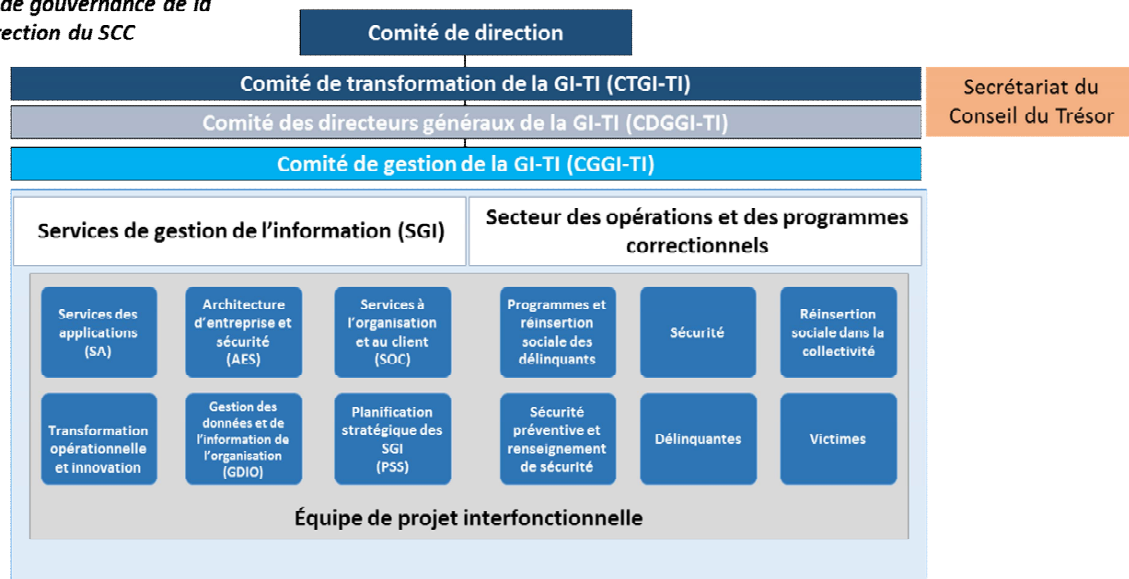 de gouvernance de la
rection du SCC
Comité de direction
Comité de transformation de la GI-TI (CTGI-TI)
Secrétariat du
Conseil du Trésor
Comité des directeurs généraux de la GI-TI (CDGGI-TI)
Comité de gestion de la GI-TI (CGGI-TI)
Services de gestion de l'information (SGI)
Secteur des opérations et des programmes
correctionnels
Services des
applications
(SA)
Architecture
d'entreprise et
sécurité
(AES)
Services à
l'organisation
et au client
(SOC)
Programmes et
réinsertion
sociale des
délinquants
Sécurité
Réinsertion
sociale dans la
collectivité
Transformation
opérationnelle
et innovation
Gestion des
données et de
l'information de
l'organisation
(GDIO)
Planification
stratégique des
SGI
(PSS)
Sécurité
préventive et
renseignement
de sécurité
Délinquantes
Victimes
Équipe de projet interfonctionnelle